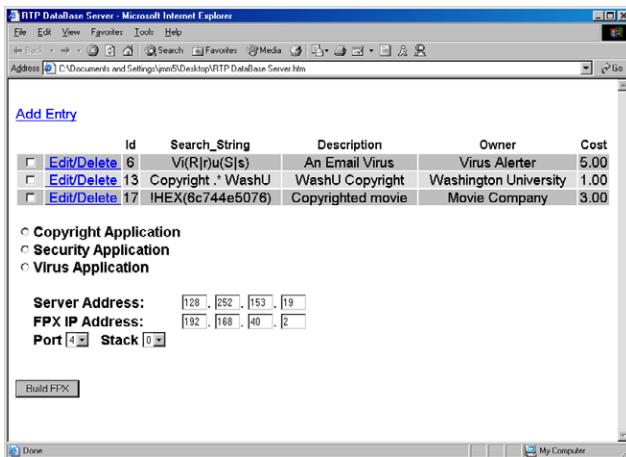 RTP DataBase Server - Microsoft Internet Explorer
File Edit View Favorites Tools Help
Back Search Favorites Media
Address C:\Documents and Settings\jmm5\Desktop\RTP DataBase Server.htm Go
Add Entry
Id Search_String Description Owner Cost
Edit/Delete 6 Vi(R|r)u(S|s) An Email Virus Virus Alerter 5.00
Edit/Delete 13 Copyright .* WashU WashU Copyright Washington University 1.00
Edit/Delete 17 !HEX(6c744e5076) Copyrighted movie Movie Company 3.00
Copyright Application
Security Application
Virus Application
Server Address: 128 . 252 . 153 . 19
FPX IP Address: 192 . 168 . 40 . 2
Port 4 Stack 0
Build FPX
Done My Computer